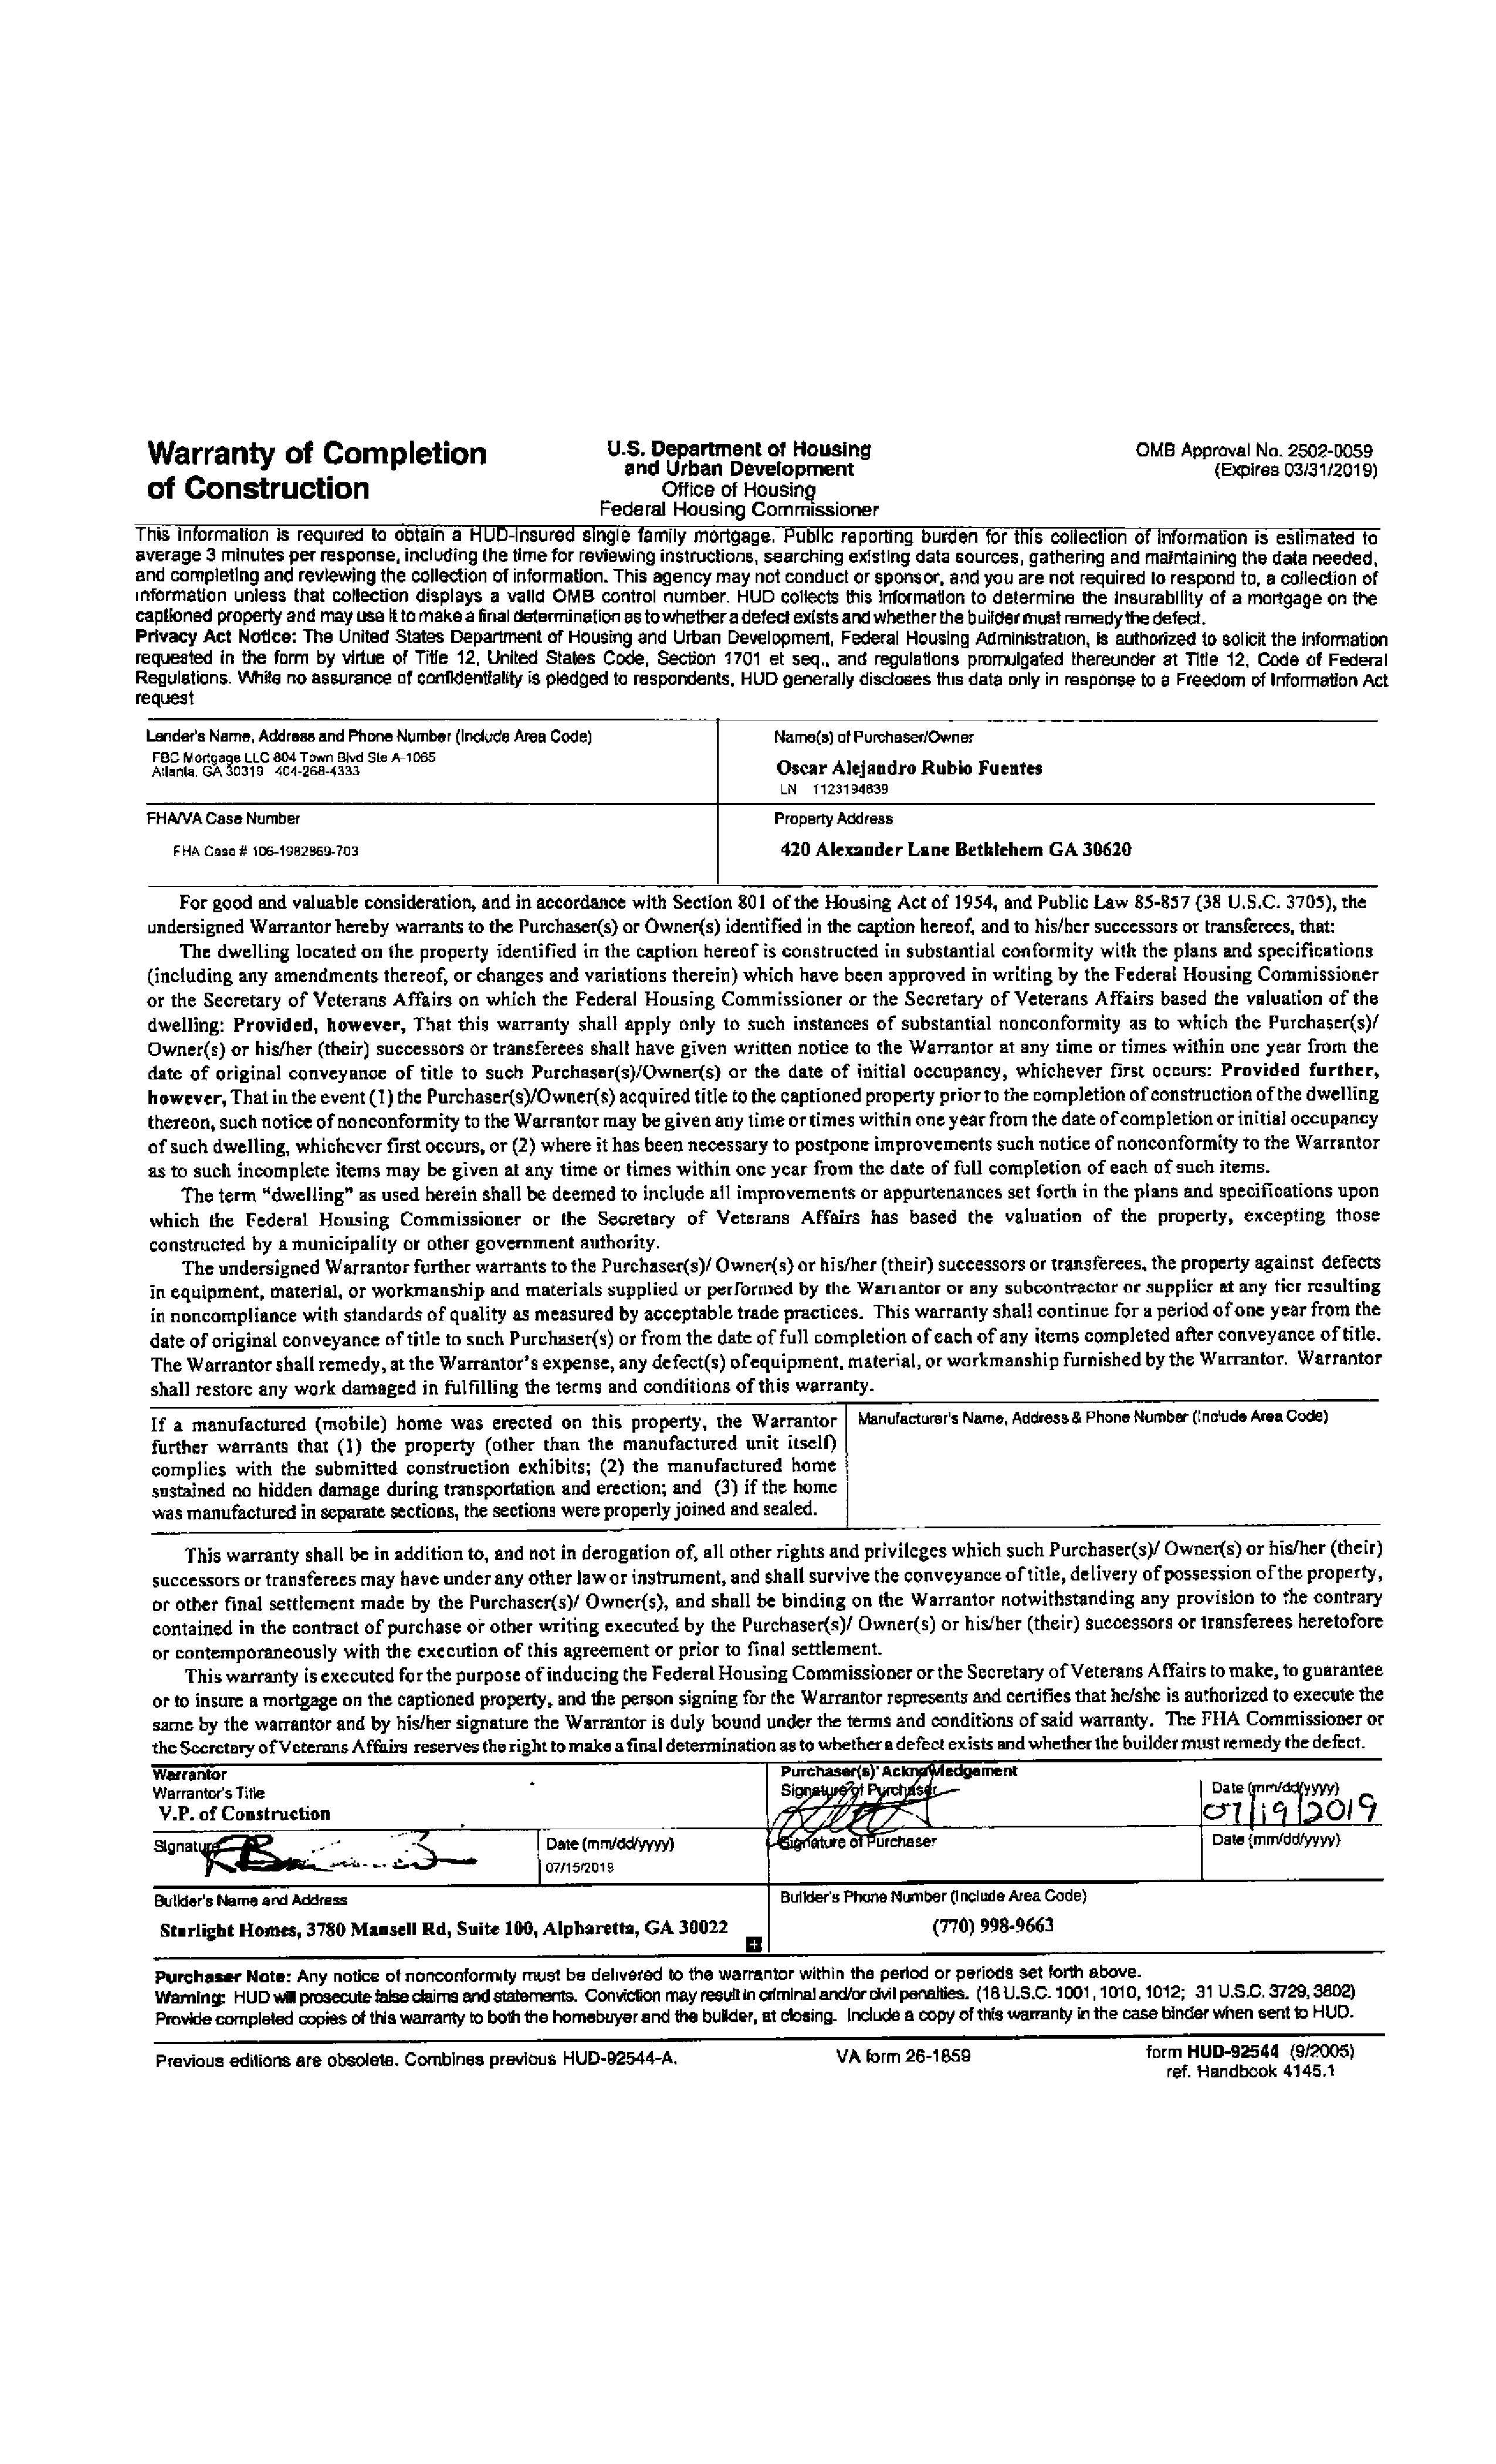 Warranty of Completion
of Construction
U.S. Department of Housing
and Urban Development
Office of Housing
Federal Housing Commissioner
OMB Approval No. 2502-0059
(Expires 03/31/2019)
This information is required to obtain a HUD-insured single family mortgage. Public reporting burden for this collection of information is estimated to
average 3 minutes per response, including the time for reviewing instructions, searching existing data sources, gathering and maintaining the data needed,
and completing and reviewing the collection of information. This agency may not conduct or sponsor, and you are not required to respond to, a collection of
information unless that collection displays a valid OMB control number. HUD collects this information to determine the insurability of a mortgage on the
captioned property and may use it to make a final determination as to whether a defect exists and whether the builder must remedy the defect.
Privacy Act Notice: The United States Department of Housing and Urban Development, Federal Housing Administration, is authorized to solicit the information
requested in the form by virtue of Title 12, United States Code, Section 1701 et seq., and regulations promulgated thereunder at Title 12, Code of Federal
Regulations. While no assurance of confidentiality is pledged to respondents, HUD generally discloses this data only in response to a Freedom of Information Act
request
Lender's Name, Address and Phone Number (Include Area Code)
FBC Mortgage LLC 804 Town Blvd Ste A-1065
Atlanta, GA 30319 404-268-4333
Name(s) of Purchaser/Owner
Oscar Alejandro Rubio Fuentes
LN 1123194639
FHA/VA Case Number
FHA Case # 106-1982869-703
Property Address
420 Alexander Lane Bethlehem GA 30620
For good and valuable consideration, and in accordance with Section 801 of the Housing Act of 1954, and Public Law 85-857 (38 U.S.C. 3705), the
undersigned Warrantor hereby warrants to the Purchaser(s) or Owner(s) identified in the caption hereof, and to his/her successors or transferees, that:
The dwelling located on the property identified in the caption hereof is constructed in substantial conformity with the plans and specifications
(including any amendments thereof, or changes and variations therein) which have been approved in writing by the Federal Housing Commissioner
or the Secretary of Veterans Affairs on which the Federal Housing Commissioner or the Secretary of Veterans Affairs based the valuation of the
dwelling: Provided, however, That this warranty shall apply only to such instances of substantial nonconformity as to which the Purchaser(s)/
Owner(s) or his/her (their) successors or transferees shall have given written notice to the Warrantor at any time or times within one year from the
date of original conveyance of title to such Purchaser(s)/Owner(s) or the date of initial occupancy, whichever first occurs: Provided further,
however, That in the event (1) the Purchaser(s)/Owner(s) acquired title to the captioned property prior to the completion of construction of the dwelling
thereon, such notice of nonconformity to the Warrantor may be given any time or times within one year from the date of completion or initial occupancy
of such dwelling, whichever first occurs, or (2) where it has been necessary to postpone improvements such notice of nonconformity to the Warrantor
as to such incomplete items may be given at any time or times within one year from the date of full completion of each of such items.
The term "dwelling" as used herein shall be deemed to include all improvements or appurtenances set forth in the plans and specifications upon
which the Federal Housing Commissioner or the Secretary of Veterans Affairs has based the valuation of the property, excepting those
constructed by a municipality or other government authority.
The undersigned Warrantor further warrants to the Purchaser(s)/ Owner(s) or his/her (their) successors or transferees, the property against defects
in equipment, material, or workmanship and materials supplied or performed by the Warrantor or any subcontractor or supplier at any tier resulting
in noncompliance with standards of quality as measured by acceptable trade practices. This warranty shall continue for a period of one year from the
date of original conveyance of title to such Purchaser(s) or from the date of full completion of each of any items completed after conveyance of title.
The Warrantor shall remedy, at the Warrantor's expense, any defect(s) of equipment, material, or workmanship furnished by the Warrantor. Warrantor
shall restore any work damaged in fulfilling the terms and conditions of this warranty.
If a manufactured (mobile) home was erected on this property, the Warrantor
further warrants that (1) the property (other than the manufactured unit itself)
complies with the submitted construction exhibits; (2) the manufactured home
sustained no hidden damage during transportation and erection; and (3) if the home
was manufactured in separate sections, the sections were properly joined and sealed.
Manufacturer's Name, Address & Phone Number (Include Area Code)
This warranty shall be in addition to, and not in derogation of, all other rights and privileges which such Purchaser(s)/ Owner(s) or his/her (their)
successors or transferees may have under any other law or instrument, and shall survive the conveyance of title, delivery of possession of the property,
or other final settlement made by the Purchaser(s)/ Owner(s), and shall be binding on the Warrantor notwithstanding any provision to the contrary
contained in the contract of purchase or other writing executed by the Purchaser(s)/ Owner(s) or his/her (their) successors or transferees heretofore
or contemporaneously with the execution of this agreement or prior to final settlement.
This warranty is executed for the purpose of inducing the Federal Housing Commissioner or the Secretary of Veterans Affairs to make, to guarantee
or to insure a mortgage on the captioned property, and the person signing for the Warrantor represents and certifies that he/she is authorized to execute the
same by the warrantor and by his/her signature the Warrantor is duly bound under the terms and conditions of said warranty. The FHA Commissioner or
the Secretary of Veterans Affairs reserves the right to make a final determination as to whether a defect exists and whether the builder must remedy the defect.
Warrantor
Warrantor's Title
V.P. of Construction
Purchaser(s)' Acknowledgement
Signature of Purchaser
Date (mm/dd/yyyy)
07/19/2019
Signature
Date (mm/dd/yyyy)
07/15/2019
Signature of Purchaser
Date (mm/dd/yyyy)
Builder's Name and Address
Starlight Homes, 3780 Mansell Rd, Suite 100, Alpharetta, GA 30022
Builder's Phone Number (Include Area Code)
(770) 998-9663
Purchaser Note: Any notice of nonconformity must be delivered to the warrantor within the period or periods set forth above.
Warning: HUD will prosecute false claims and statements. Conviction may result in criminal and/or civil penalties. (18 U.S.C. 1001, 1010, 1012; 31 U.S.C. 3729, 3802)
Provide completed copies of this warranty to both the homebuyer and the builder, at closing. Include a copy of this warranty in the case binder when sent to HUD.
Previous editions are obsolete. Combines previous HUD-92544-A.
VA form 26-1859
form HUD-92544 (9/2005)
ref. Handbook 4145.1